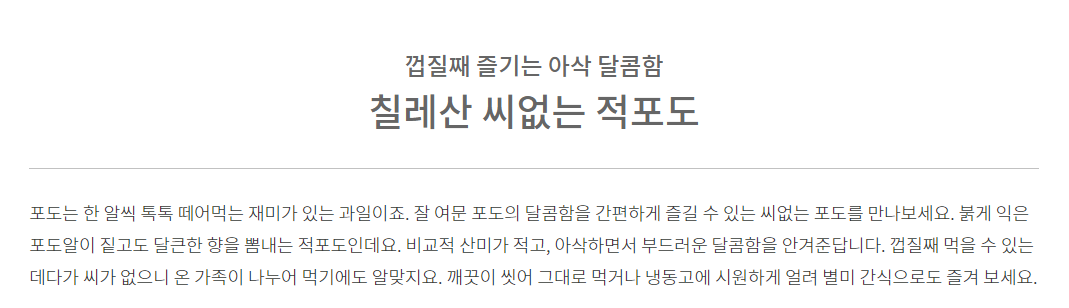 껍질째 즐기는 아삭 달콤함
칠레산 씨없는 적포도
포도는 한 알씩 톡톡 떼어먹는 재미가 있는 과일이죠. 잘 여문 포도의 달콤함을 간편하게 즐길 수 있는 씨없는 포도를 만나보세요. 붉게 익은
포도알이 짙고도 달큰한 향을 뽐내는 적포도인데요. 비교적 산미가 적고, 아삭하면서 부드러운 달콤함을 안겨준답니다. 껍질째 먹을 수 있는
데다가 씨가 없으니 온 가족이 나누어 먹기에도 알맞지요. 깨끗이 씻어 그대로 먹거나 냉동고에 시원하게 얼려 별미 간식으로도 즐겨 보세요.